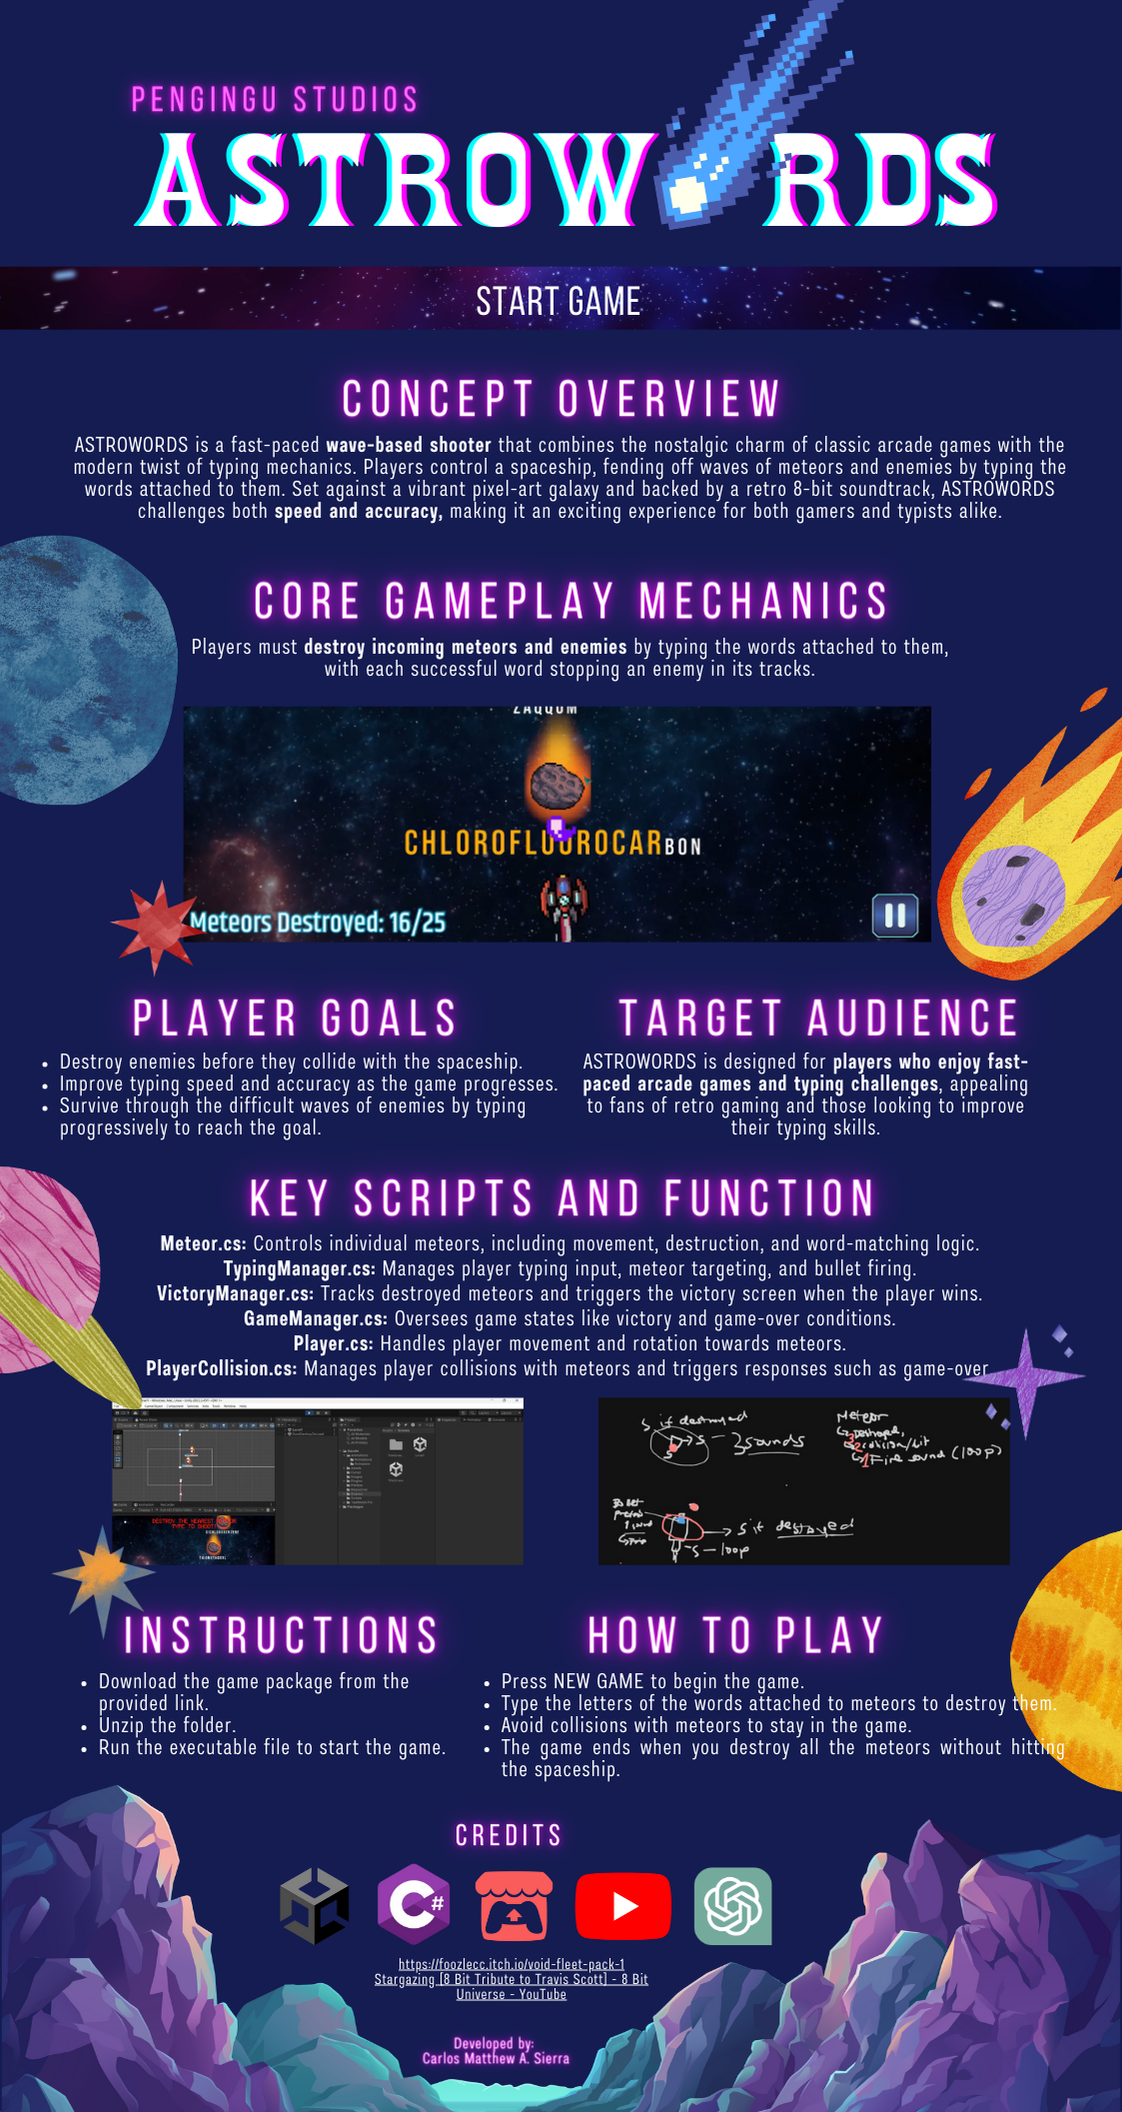 PENGINGU STUDIOS
ASTROW RDS
START GAME
CONCEPT OVERVIEW
ASTROWORDS is a fast-paced wave-based shooter that combines the nostalgic charm of classic arcade games with the
modern twist of typing mechanics. Players control a spaceship, fending off waves of meteors and enemies by typing the
words attached to them. Set against a vibrant pixel-art galaxy and backed by a retro 8-bit soundtrack, ASTROWORDS
challenges both speed and accuracy, making it an exciting experience for both gamers and typists alike.
CORE GAMEPLAY MECHANICS
Players must destroy incoming meteors and enemies by typing the words attached to them,
with each successful word stopping an enemy in its tracks.
ZAQQUM
CHLOROFLUOROCARBON
Meteors Destroyed: 16/25
PLAYER GOALS
• Destroy enemies before they collide with the spaceship.
• Improve typing speed and accuracy as the game progresses.
• Survive through the difficult waves of enemies by typing
progressively to reach the goal.
TARGET AUDIENCE
ASTROWORDS is designed for players who enjoy fast-
paced arcade games and typing challenges, appealing
to fans of retro gaming and those looking to improve
their typing skills.
KEY SCRIPTS AND FUNCTION
Meteor.cs: Controls individual meteors, including movement, destruction, and word-matching logic.
TypingManager.cs: Manages player typing input, meteor targeting, and bullet firing.
VictoryManager.cs: Tracks destroyed meteors and triggers the victory screen when the player wins.
GameManager.cs: Oversees game states like victory and game-over conditions.
Player.cs: Handles player movement and rotation towards meteors.
PlayerCollision.cs: Manages player collisions with meteors and triggers responses such as game-over
DESTROY THE NEAREST
TYPE TO SHOOT
S if destroyed
S
S - 3 sounds
Meteor
destroyed,
collision/hit
Fire sound (loop)
S if destroyed
S - loop
INSTRUCTIONS
• Download the game package from the
provided link.
• Unzip the folder.
• Run the executable file to start the game.
HOW TO PLAY
• Press NEW GAME to begin the game.
• Type the letters of the words attached to meteors to destroy them.
• Avoid collisions with meteors to stay in the game.
• The game ends when you destroy all the meteors without hitting
the spaceship.
CREDITS
C#
https://foozlecc.itch.io/void-fleet-pack-1
Stargazing [8 Bit Tribute to Travis Scott] - 8 Bit
Universe - YouTube
Developed by:
Carlos Matthew A. Sierra